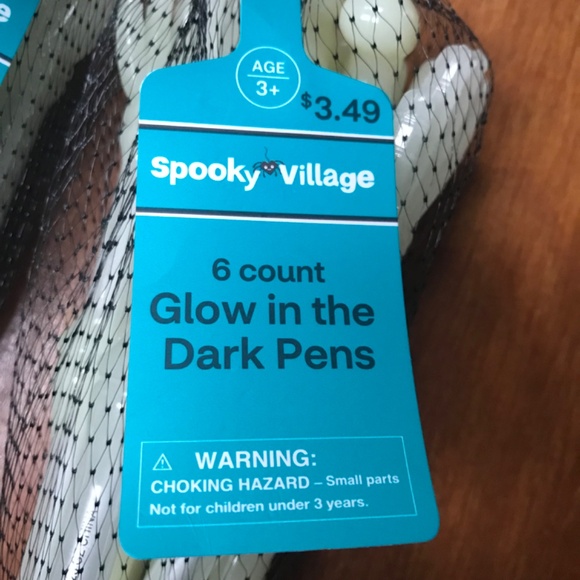 e
AGE
3+
$3.49
Spooky Village
6 count
Glow in the
Dark Pens
WARNING:
CHOKING HAZARD – Small parts
Not for children under 3 years.
CHINA